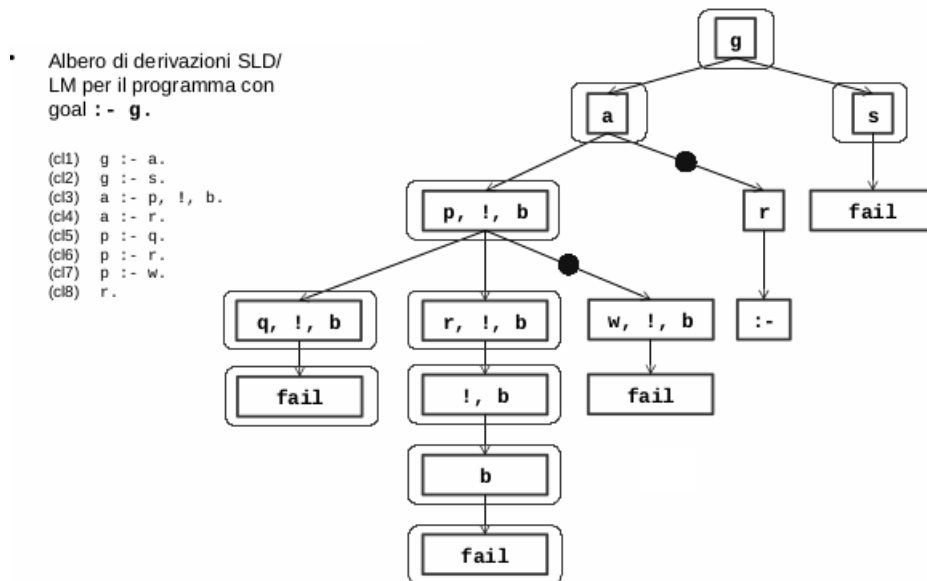 • Albero di derivazioni SLD/
LM per il programma con
goal :- g.
(cl1) g :- a.
(cl2) g :- s.
(cl3) a :- p, !, b.
(cl4) a :- r.
(cl5) p :- q.
(cl6) p :- r.
(cl7) p :- w.
(cl8) r.
g
a
s
p, !, b
r
fail
q, !, b
r, !, b
w, !, b
:-
fail
!, b
fail
b
fail